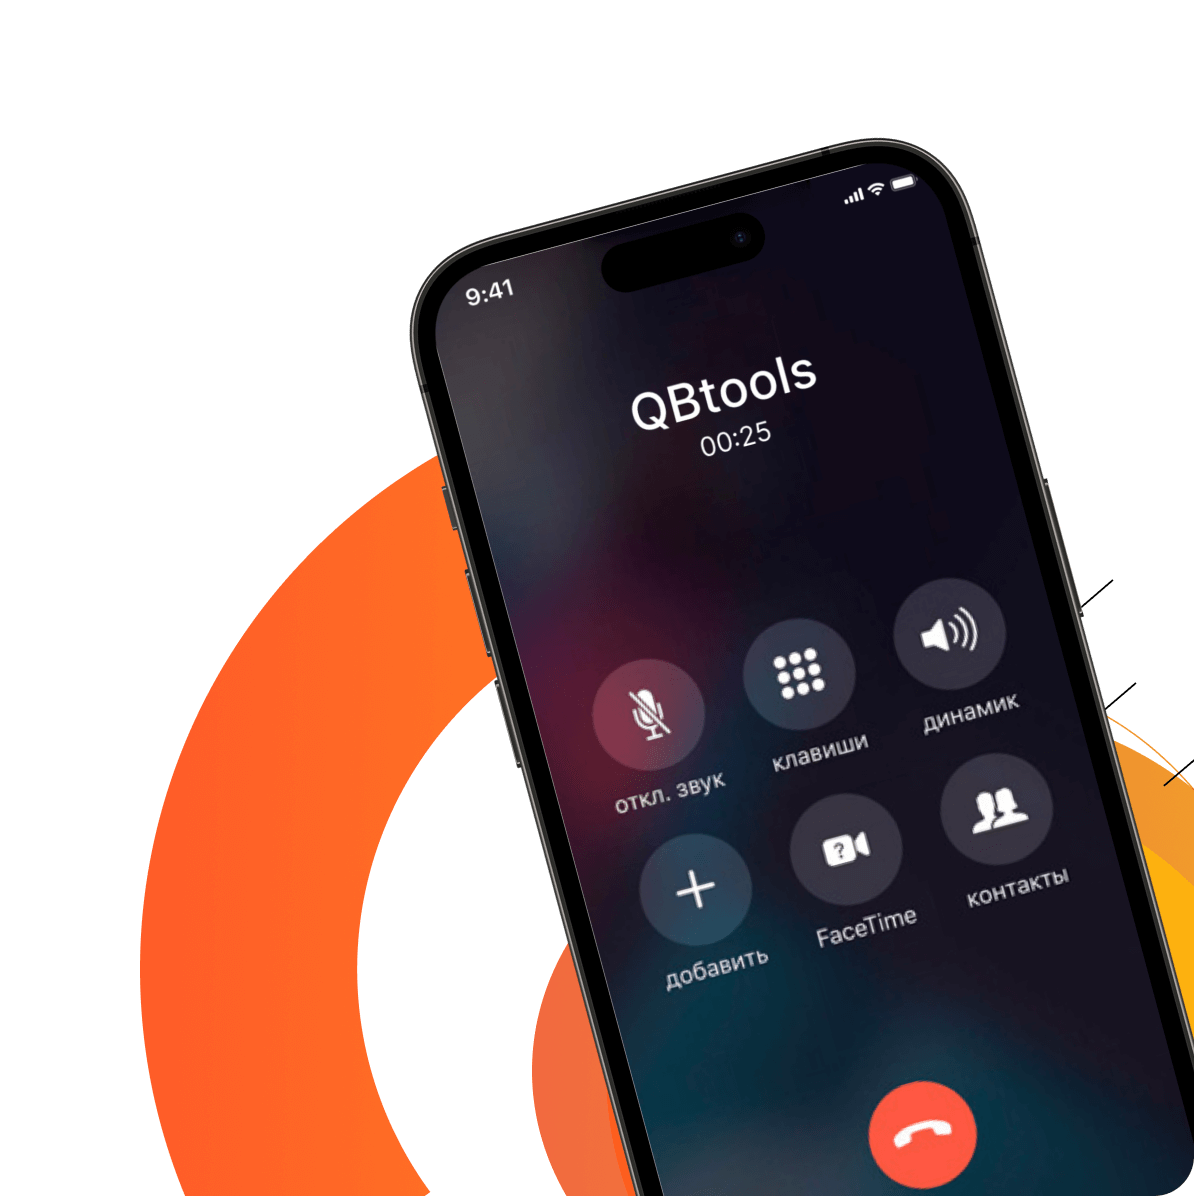 9:41
QBtools
00:25
откл. звук
клавиши
динамик
добавить
FaceTime
контакты